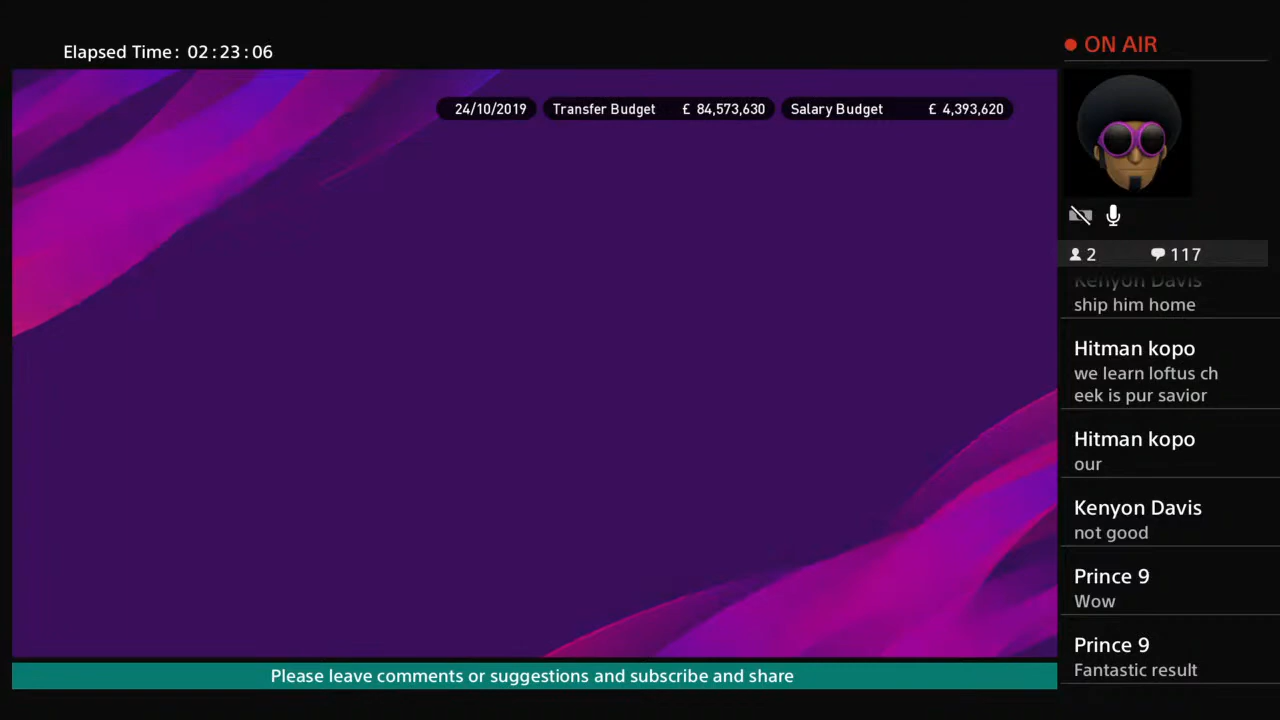 Elapsed Time: 02:23:06
ON AIR
24/10/2019 Transfer Budget £ 84,573,630 Salary Budget £ 4,393,620
2 117
Kenyon Davis
ship him home
Hitman kopo
we learn loftus ch
eek is pur savior
Hitman kopo
our
Kenyon Davis
not good
Prince 9
Wow
Prince 9
Fantastic result
Please leave comments or suggestions and subscribe and share